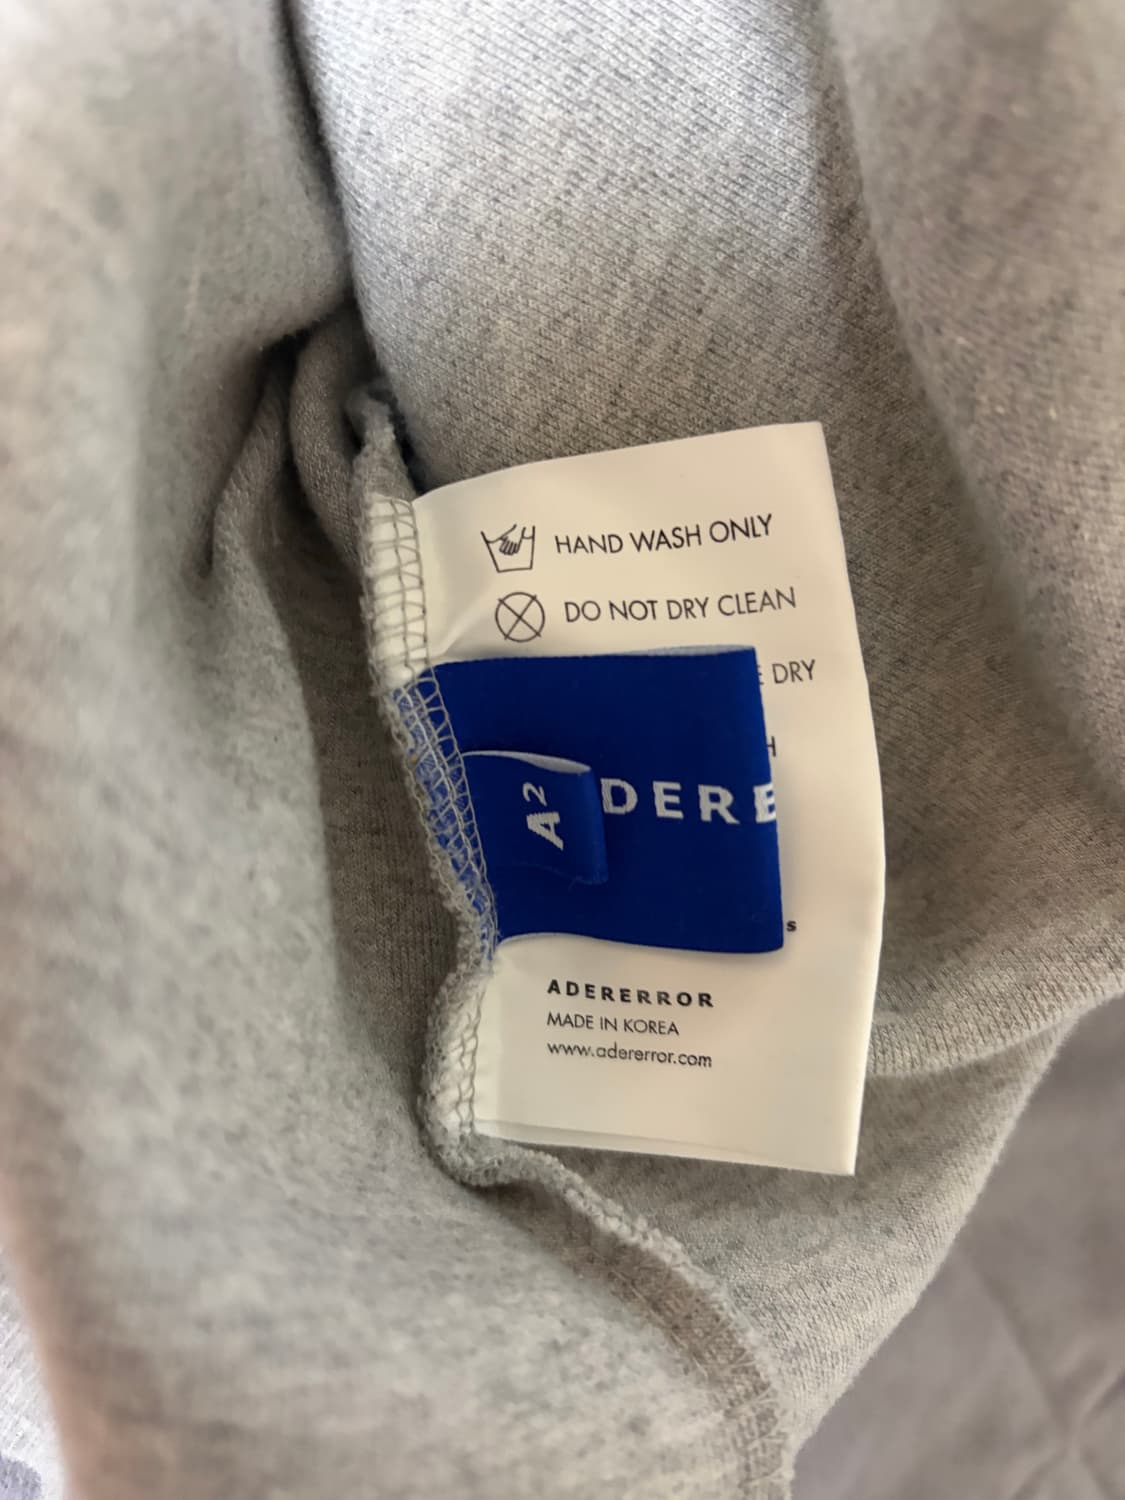 HAND WASH ONLY
DO NOT DRY CLEAN
DRY
A2
DERE
ADERERROR
MADE IN KOREA
www.adererror.com